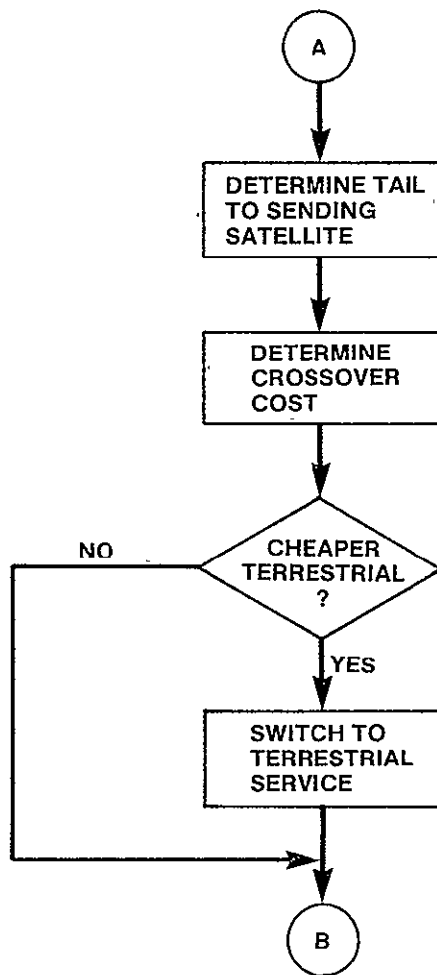 A
DETERMINE TAIL
TO SENDING
SATELLITE
DETERMINE
CROSSOVER
COST
NO
CHEAPER
TERRESTRIAL
?
YES
SWITCH TO
TERRESTRIAL
SERVICE
B